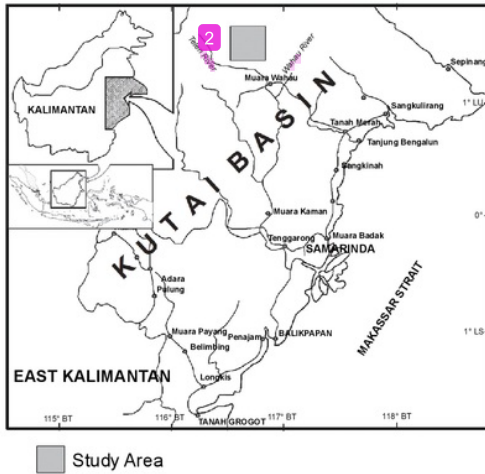 2
Telen River
Wahau River
Sepinang
Muara Wahau
KALIMANTAN
Sangkulirang
1° LU
Tanah Merah
Tanjung Bengalun
Sangkinah
KUTAI BASIN
Muara Kaman
0°
Tenggarong
Muara Badak
SAMARINDA
Adara
Pulung
MAKASSAR STRAIT
Muara Payang
Penajam
BALIKPAPAN
1° LS
Belimbing
EAST KALIMANTAN
Longkis
TANAH GROGOT
115° BT
116° BT
117° BT
118° BT
Study Area